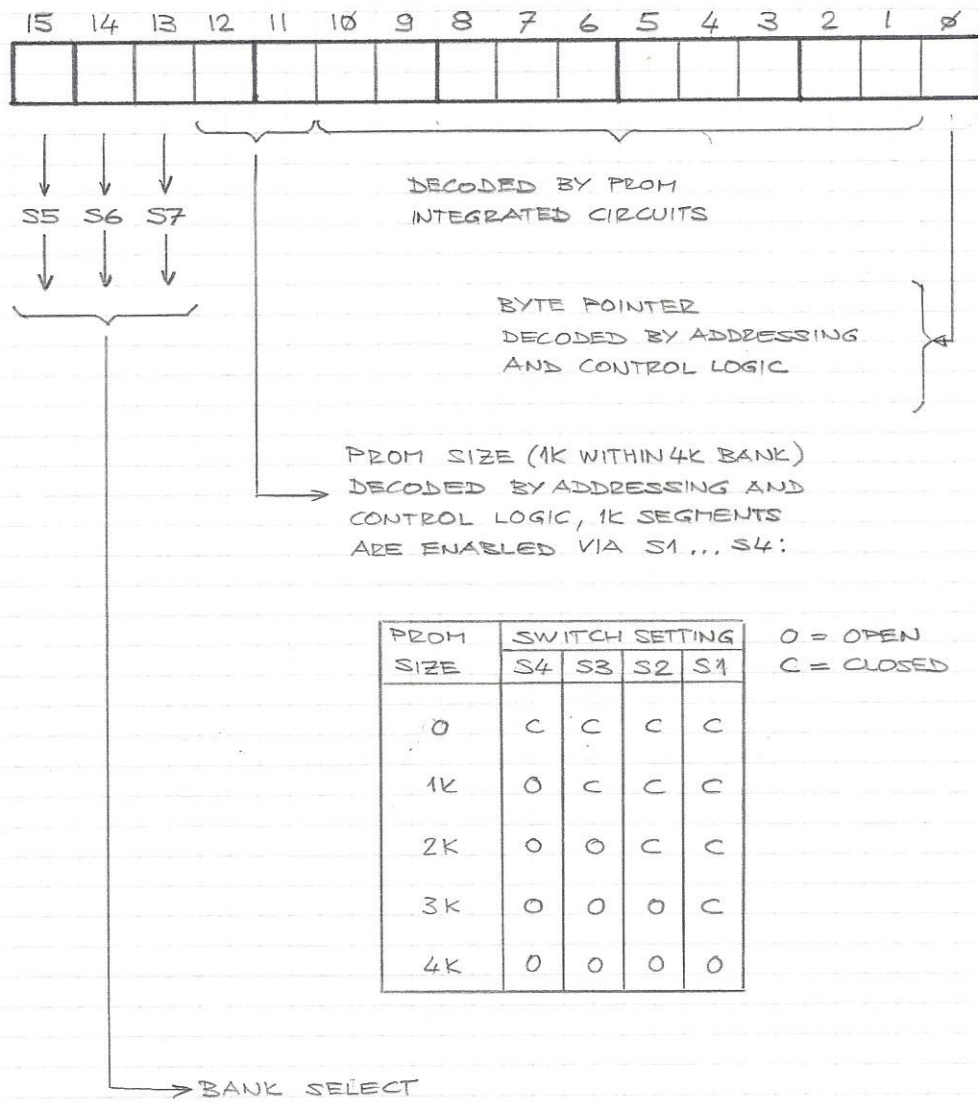 15 14 13 12 11 1Ø 9 8 7 6 5 4 3 2 1 Ø
DECODED BY PROM
S5 S6 S7 INTEGRATED CIRCUITS
BYTE POINTER
DECODED BY ADDRESSING
AND CONTROL LOGIC
PROM SIZE (1K WITHIN 4K BANK)
DECODED BY ADDRESSING AND
CONTROL LOGIC, 1K SEGMENTS
ARE ENABLED VIA S1 ... S4:
PROM SWITCH SETTING O = OPEN
SIZE S4 S3 S2 S1 C = CLOSED
O C C C C
1K O C C C
2K O O C C
3K O O O C
4K O O O O
BANK SELECT